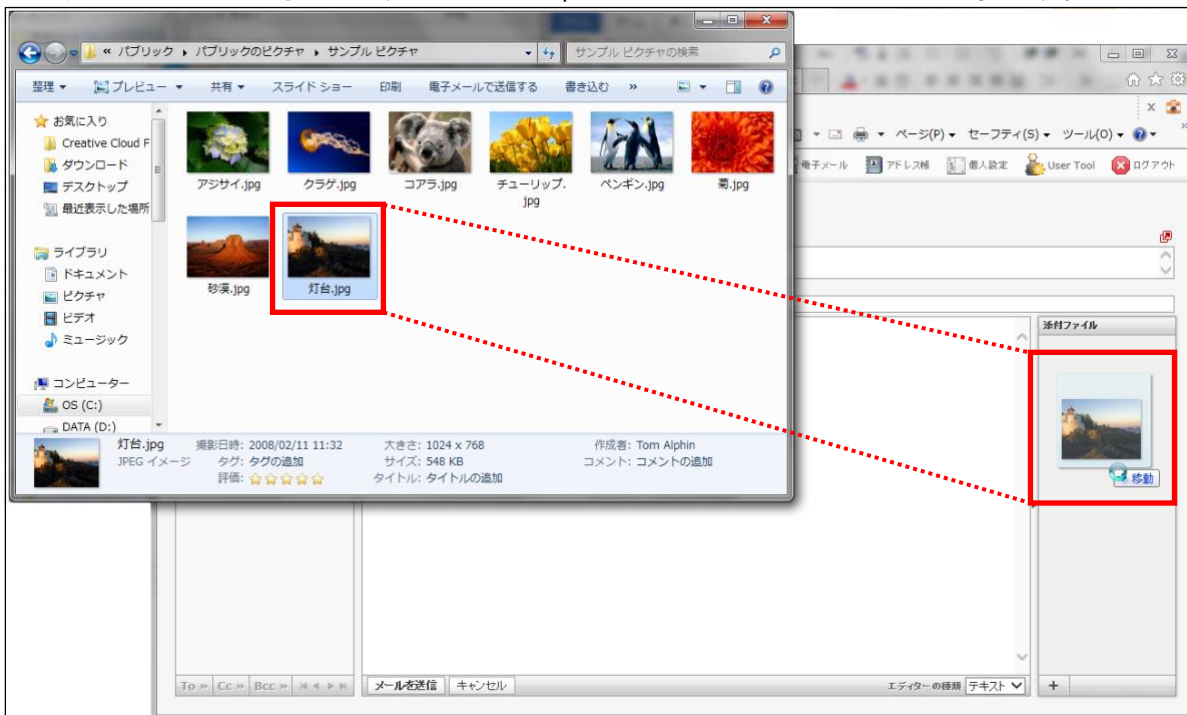 « パブリック ▸ パブリックのピクチャ ▸ サンプル ピクチャ
サンプル ピクチャの検索
整理 ▼ プレビュー ▼ 共有 ▼ スライド ショー 印刷 電子メールで送信する 書き込む »
お気に入り
Creative Cloud F
ダウンロード
デスクトップ
最近表示した場所
ライブラリ
ドキュメント
ピクチャ
ビデオ
ミュージック
コンピューター
OS (C:)
DATA (D:)
アジサイ.jpg
クラゲ.jpg
コアラ.jpg
チューリップ.
jpg
ペンギン.jpg
菊.jpg
砂漠.jpg
灯台.jpg
灯台.jpg 撮影日時: 2008/02/11 11:32 大きさ: 1024 x 768 作成者: Tom Alphin
JPEG イメージ タグ: タグの追加 サイズ: 548 KB コメント: コメントの追加
評価: ☆☆☆☆☆ タイトル: タイトルの追加
ページ(P) ▼ セーフティ(S) ▼ ツール(O) ▼
電子メール アドレス帳 個人設定 User Tool ログアウト
添付ファイル
移動
To » Cc » Bcc »
メールを送信 キャンセル
エディターの種類 テキスト
+